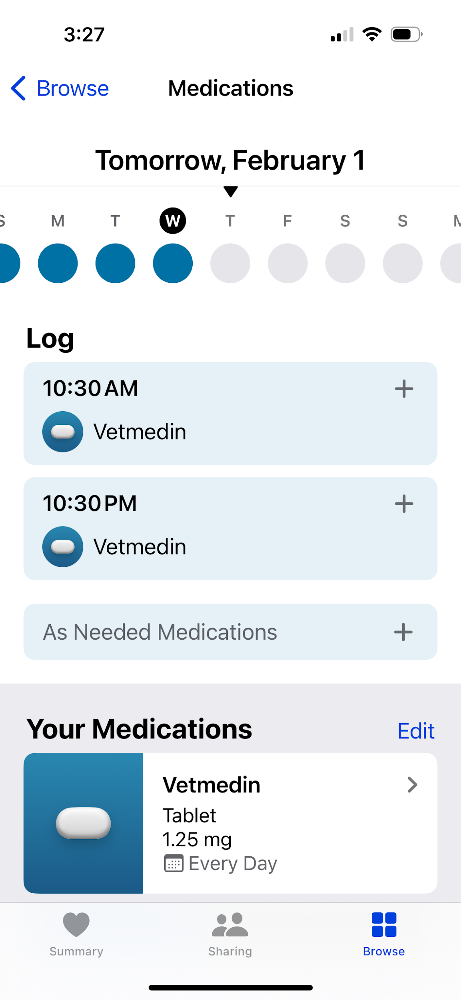 3:27
Browse
Medications
Tomorrow, February 1
S M T W T F S S M
Log
10:30 AM
Vetmedin
10:30 PM
Vetmedin
As Needed Medications
Your Medications
Edit
Vetmedin
Tablet
1.25 mg
Every Day
Summary
Sharing
Browse